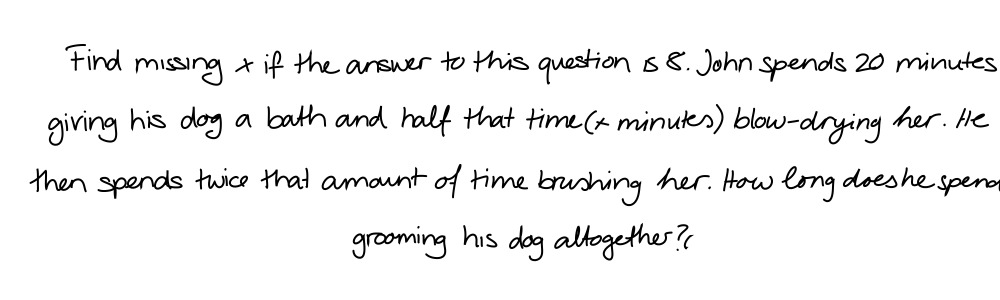 Find missing x if the answer to this question is 8. John spends 20 minutes
giving his dog a bath and half that time (x minutes) blow-drying her. He
then spends twice that amount of time brushing her. How long does he spend
grooming his dog altogether?